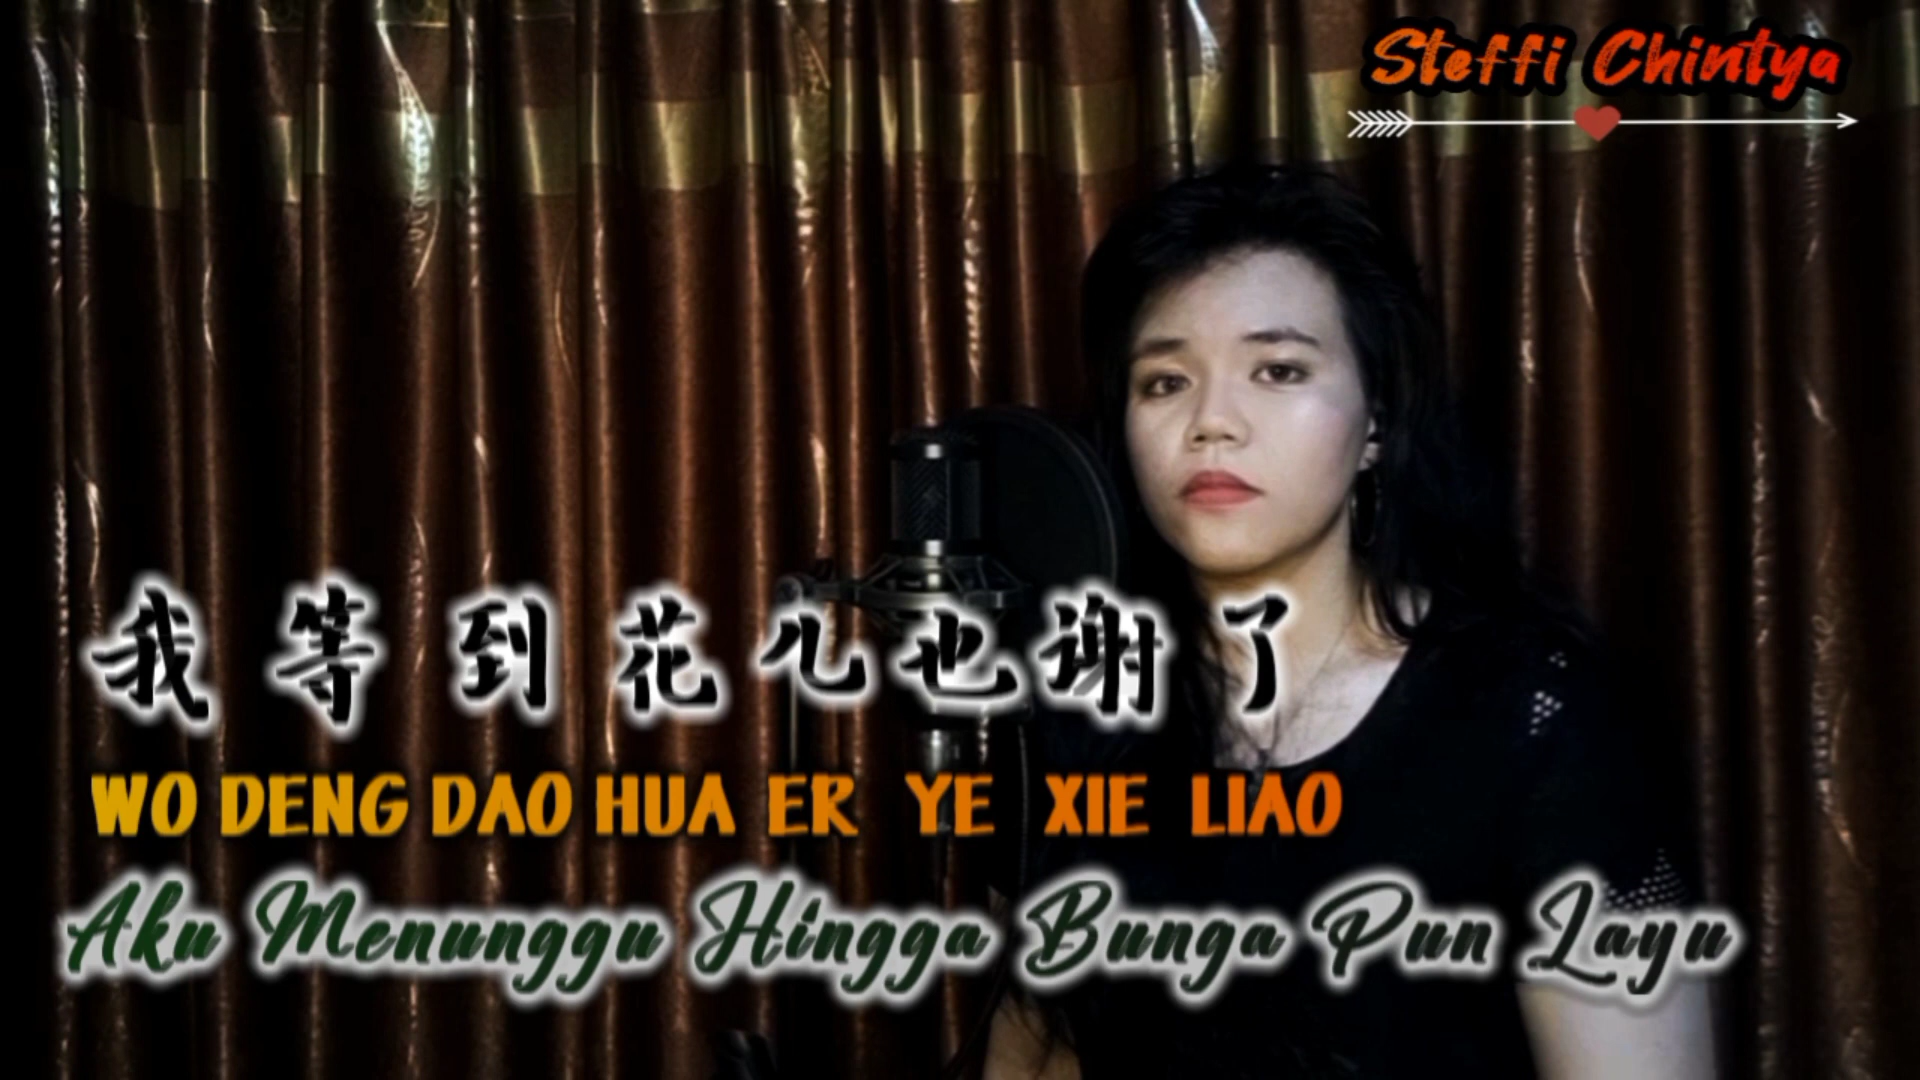 Steffi Chintya
我 等 到 花 儿 也 谢 了
WO DENG DAO HUA ER YE XIE LIAO
Aku Menunggu Hingga Bunga Pun Layu